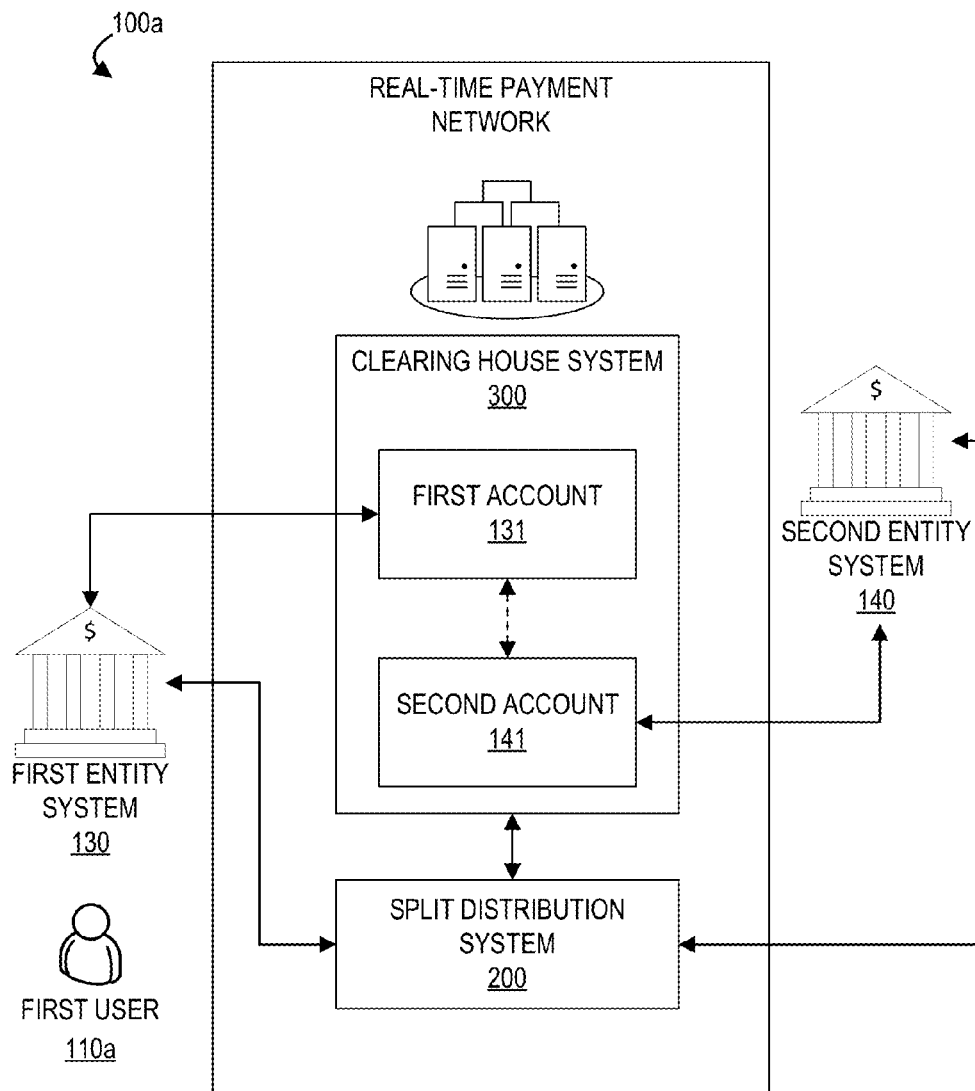 100a
REAL-TIME PAYMENT
NETWORK
CLEARING HOUSE SYSTEM
300
$
FIRST ACCOUNT
131
SECOND ENTITY
SYSTEM
140
$
SECOND ACCOUNT
141
FIRST ENTITY
SYSTEM
130
SPLIT DISTRIBUTION
SYSTEM
200
FIRST USER
110a